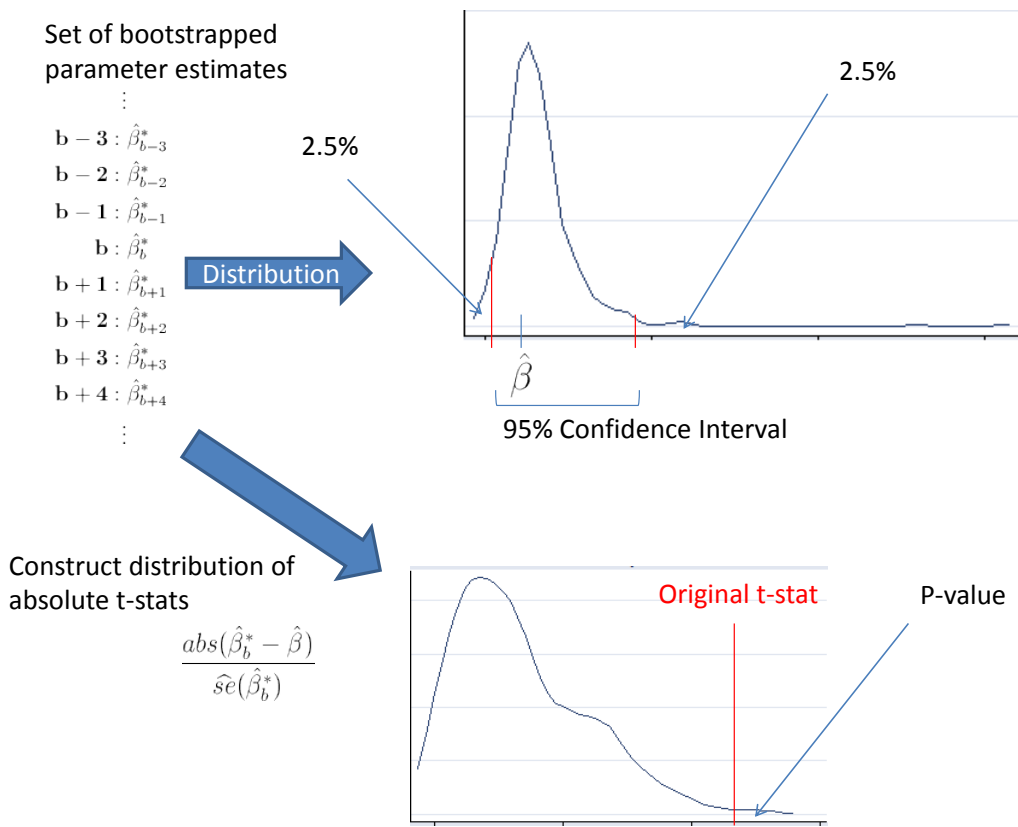 Set of bootstrapped
parameter estimates
⋮
b − 3 : β̂*_{b−3}
b − 2 : β̂*_{b−2}
b − 1 : β̂*_{b−1}
b : β̂*_b
b + 1 : β̂*_{b+1}
b + 2 : β̂*_{b+2}
b + 3 : β̂*_{b+3}
b + 4 : β̂*_{b+4}
⋮
Distribution
2.5%
2.5%
β̂
95% Confidence Interval
Construct distribution of
absolute t-stats
abs(β̂*_b − β̂)
ŝe(β̂*_b)
Original t-stat
P-value